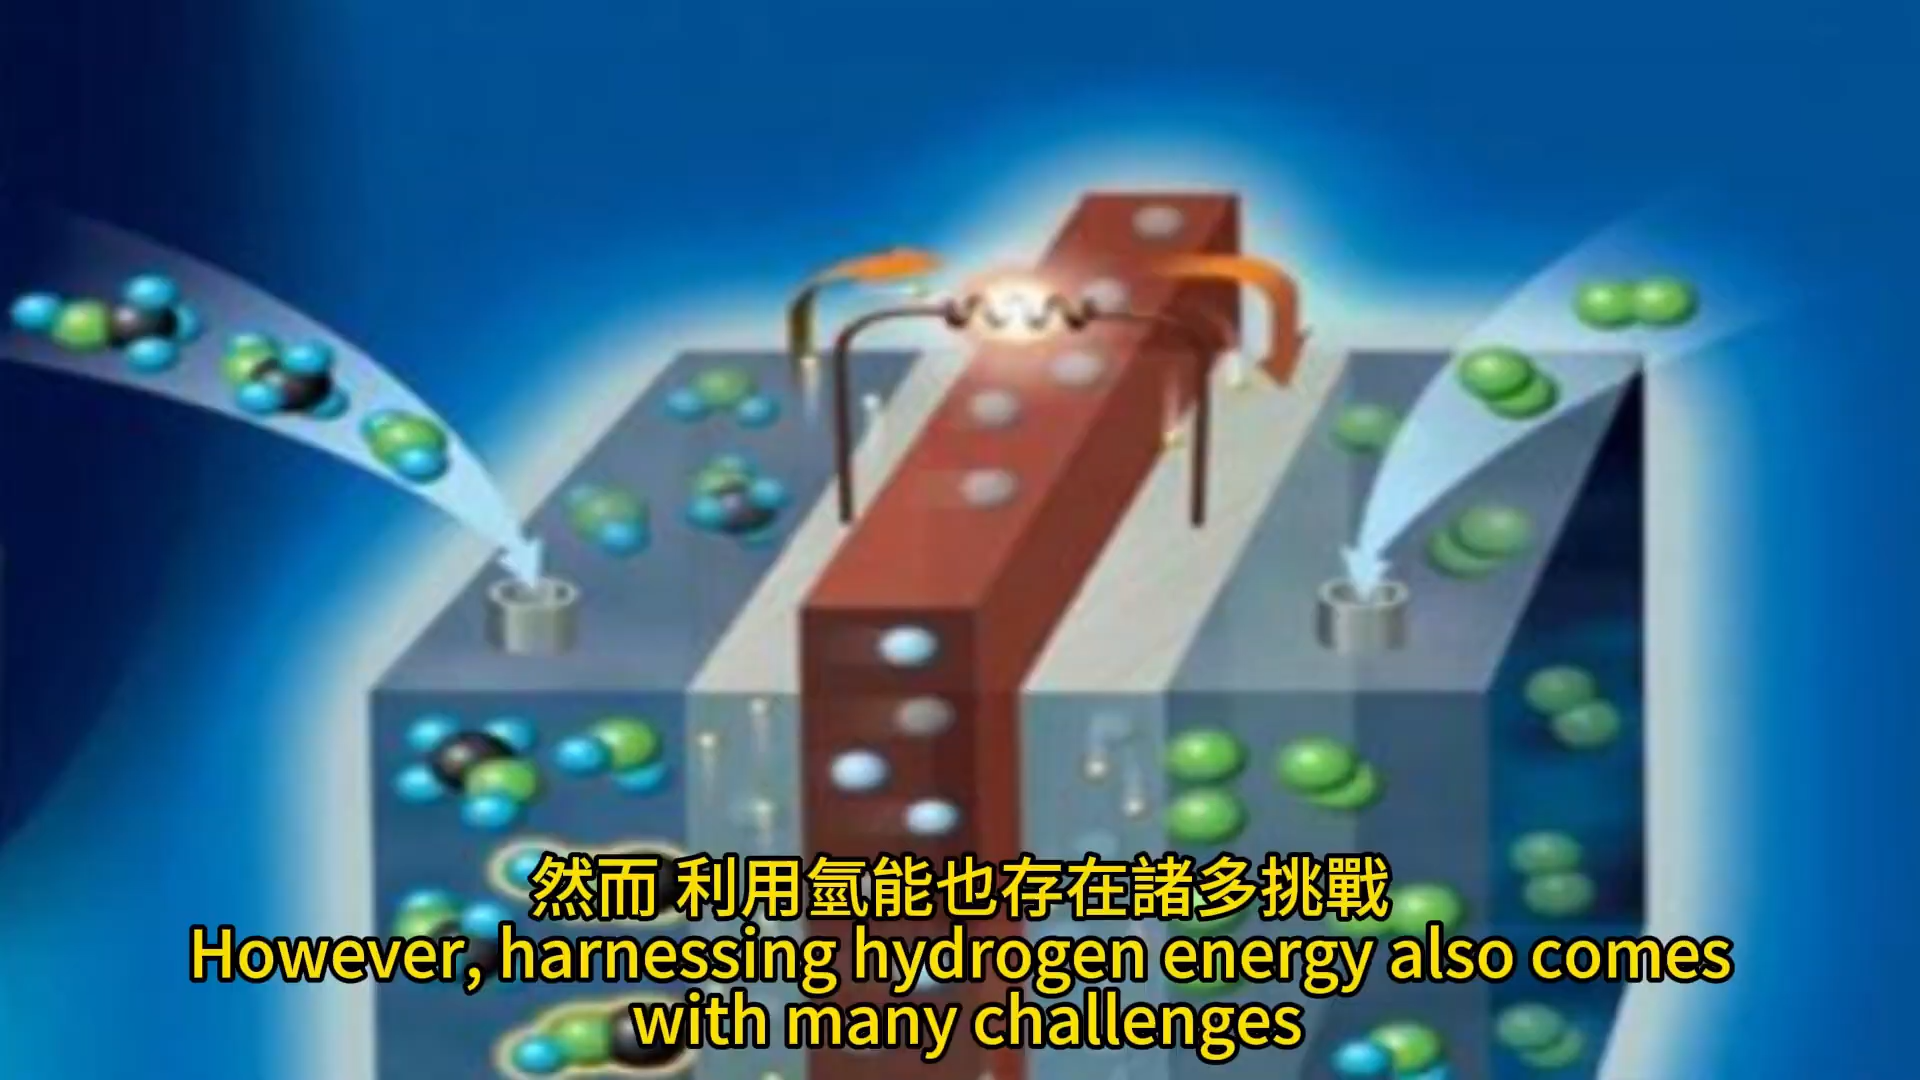 然而 利用氫能也存在諸多挑戰
However, harnessing hydrogen energy also comes
with many challenges